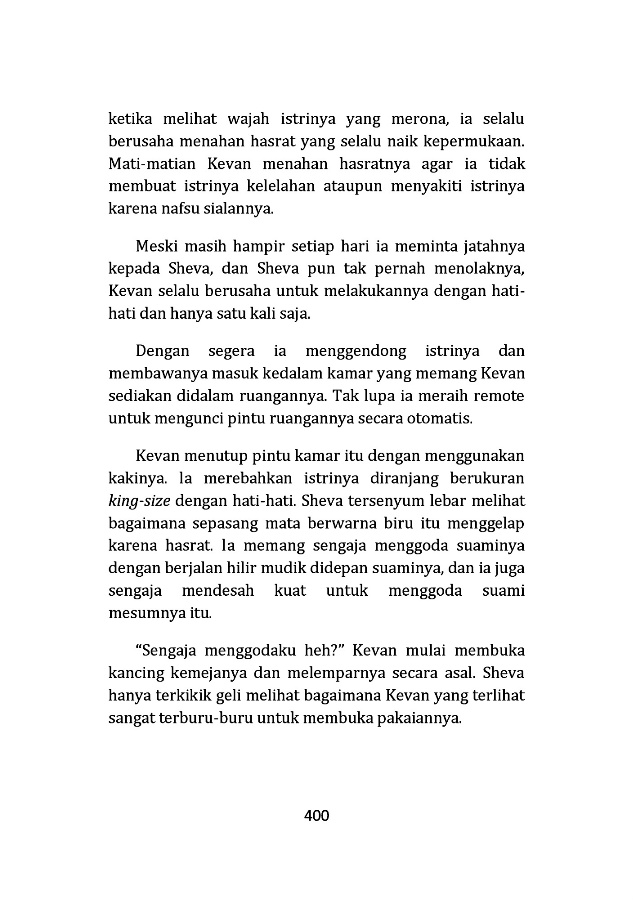 ketika melihat wajah istrinya yang merona, ia selalu
berusaha menahan hasrat yang selalu naik kepermukaan.
Mati-matian Kevan menahan hasratnya agar ia tidak
membuat istrinya kelelahan ataupun menyakiti istrinya
karena nafsu sialannya.
Meski masih hampir setiap hari ia meminta jatahnya
kepada Sheva, dan Sheva pun tak pernah menolaknya,
Kevan selalu berusaha untuk melakukannya dengan hati-
hati dan hanya satu kali saja.
Dengan segera ia menggendong istrinya dan
membawanya masuk kedalam kamar yang memang Kevan
sediakan didalam ruangannya. Tak lupa ia meraih remote
untuk mengunci pintu ruangannya secara otomatis.
Kevan menutup pintu kamar itu dengan menggunakan
kakinya. Ia merebahkan istrinya diranjang berukuran
king-size dengan hati-hati. Sheva tersenyum lebar melihat
bagaimana sepasang mata berwarna biru itu menggelap
karena hasrat. Ia memang sengaja menggoda suaminya
dengan berjalan hilir mudik didepan suaminya, dan ia juga
sengaja mendesah kuat untuk menggoda suami
mesumnya itu.
“Sengaja menggodaku heh?” Kevan mulai membuka
kancing kemejanya dan melemparnya secara asal. Sheva
hanya terkikik geli melihat bagaimana Kevan yang terlihat
sangat terburu-buru untuk membuka pakaiannya.
400